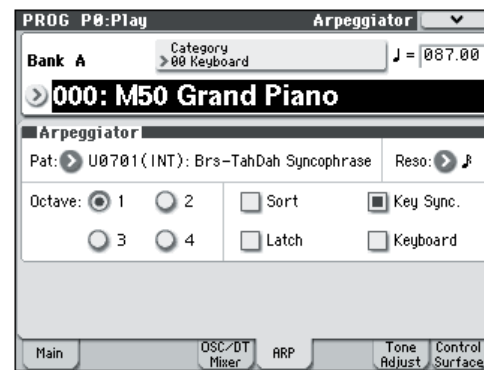 PROG P0:Play Arpeggiator
Bank A Category 00 Keyboard ♩ = 087.00
000: M50 Grand Piano
Arpeggiator
Pat: U0701(INT): Brs-TahDah Syncophrase Reso: ♪
Octave: 1 2 Sort Key Sync.
3 4 Latch Keyboard
Main OSC/DT Mixer ARP Tone Adjust Control Surface